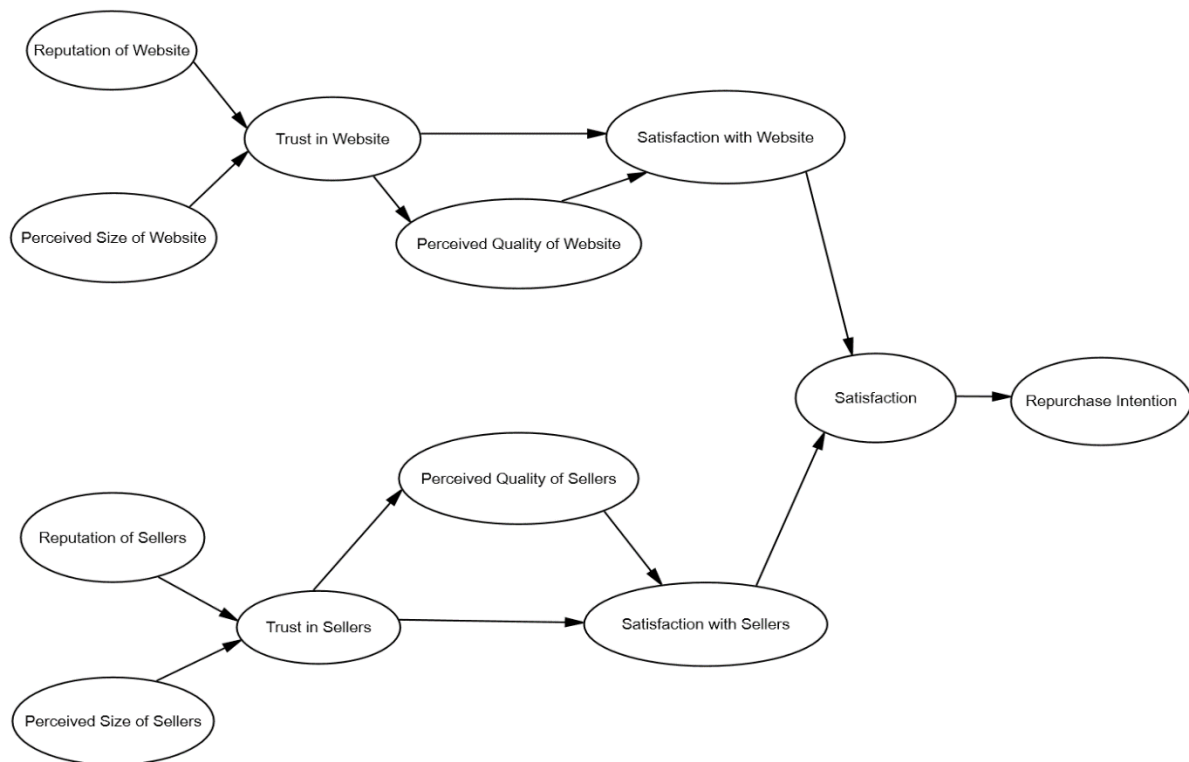 Reputation of Website
Trust in Website
Satisfaction with Website
Perceived Size of Website
Perceived Quality of Website
Satisfaction
Repurchase Intention
Perceived Quality of Sellers
Reputation of Sellers
Trust in Sellers
Satisfaction with Sellers
Perceived Size of Sellers